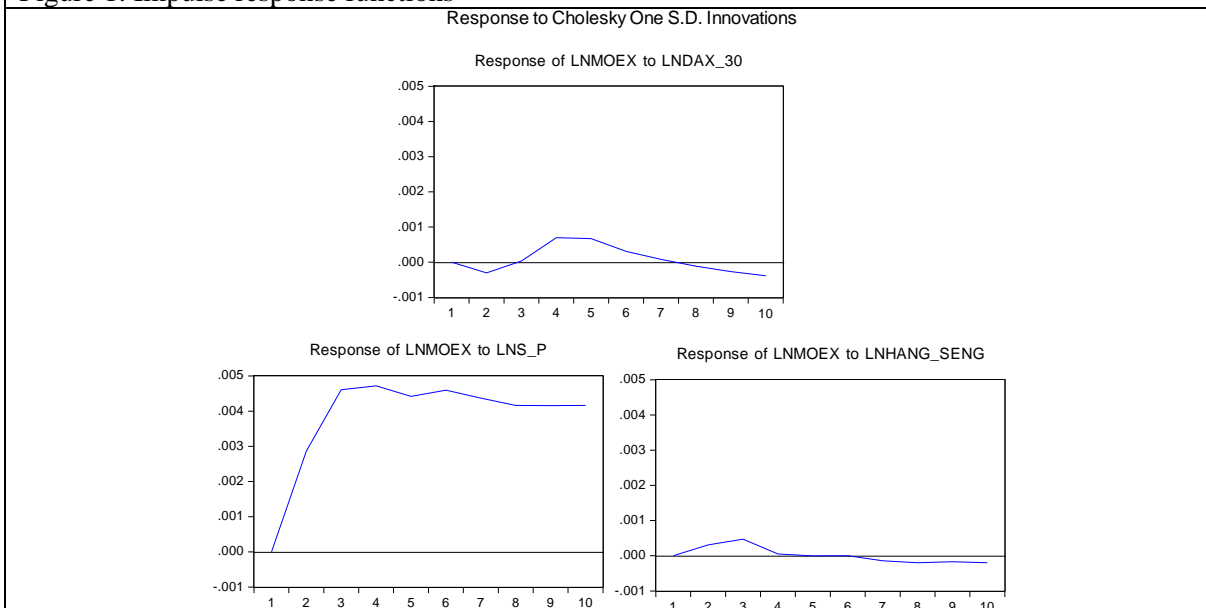 Figure 1. Impulse response functions
Response to Cholesky One S.D. Innovations
Response of LNMOEX to LNDAX_30
.005
.004
.003
.002
.001
.000
-.001
1 2 3 4 5 6 7 8 9 10
Response of LNMOEX to LNS_P
.005
.004
.003
.002
.001
.000
-.001
1 2 3 4 5 6 7 8 9 10
Response of LNMOEX to LNHANG_SENG
.005
.004
.003
.002
.001
.000
-.001
1 2 3 4 5 6 7 8 9 10